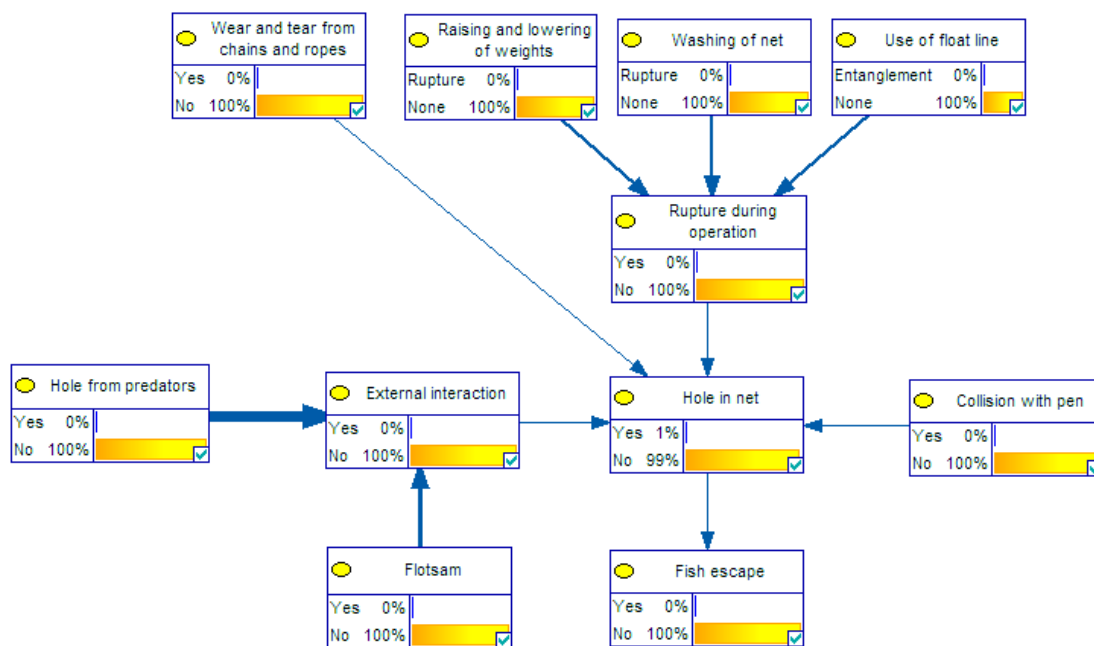 Wear and tear from
chains and ropes
Yes 0%
No 100%
Raising and lowering
of weights
Rupture 0%
None 100%
Washing of net
Rupture 0%
None 100%
Use of float line
Entanglement 0%
None 100%
Rupture during
operation
Yes 0%
No 100%
Hole from predators
Yes 0%
No 100%
External interaction
Yes 0%
No 100%
Hole in net
Yes 1%
No 99%
Collision with pen
Yes 0%
No 100%
Flotsam
Yes 0%
No 100%
Fish escape
Yes 0%
No 100%